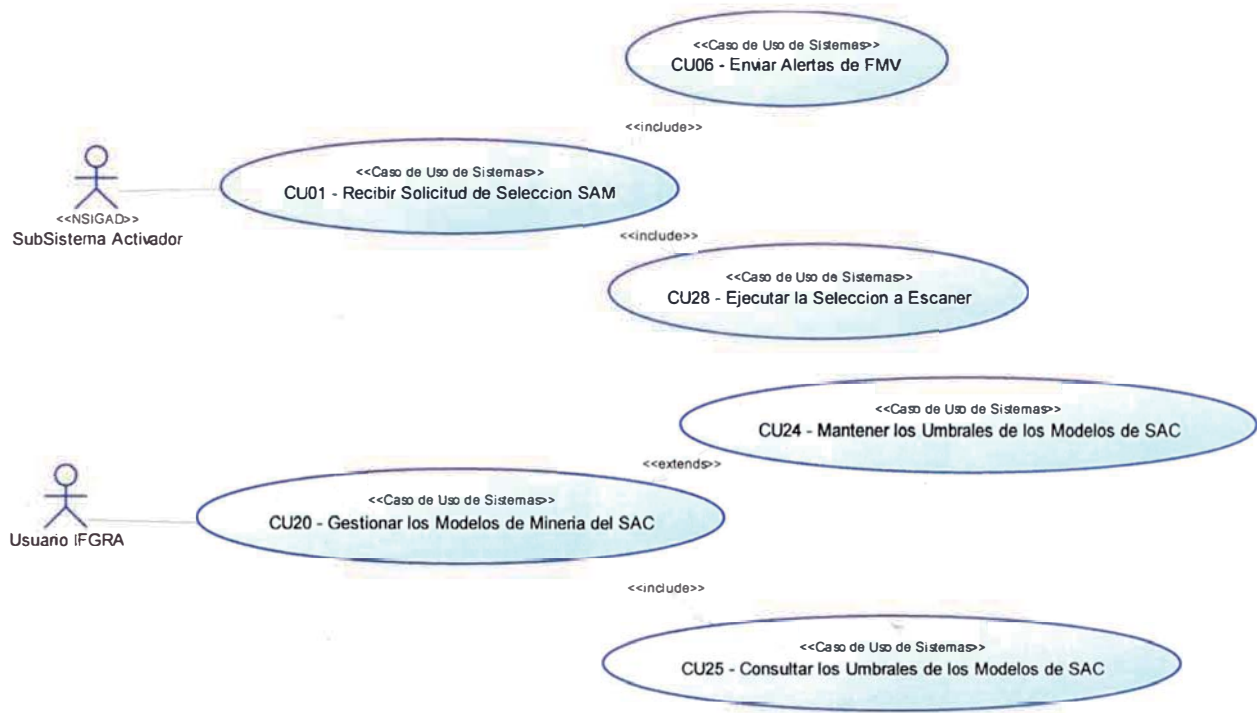 <<Caso de Uso de Sistemas>>
CU06 - Enviar Alertas de FMV
<<include>>
<<Caso de Uso de Sistemas>>
CU01 - Recibir Solicitud de Seleccion SAM
<<NSIGAD>>
SubSistema Activador
<<include>>
<<Caso de Uso de Sistemas>>
CU28 - Ejecutar la Seleccion a Escaner
<<Caso de Uso de Sistemas>>
CU24 - Mantener los Umbrales de los Modelos de SAC
<<extends>>
<<Caso de Uso de Sistemas>>
CU20 - Gestionar los Modelos de Mineria del SAC
Usuario IFGRA
<<include>>
<<Caso de Uso de Sistemas>>
CU25 - Consultar los Umbrales de los Modelos de SAC